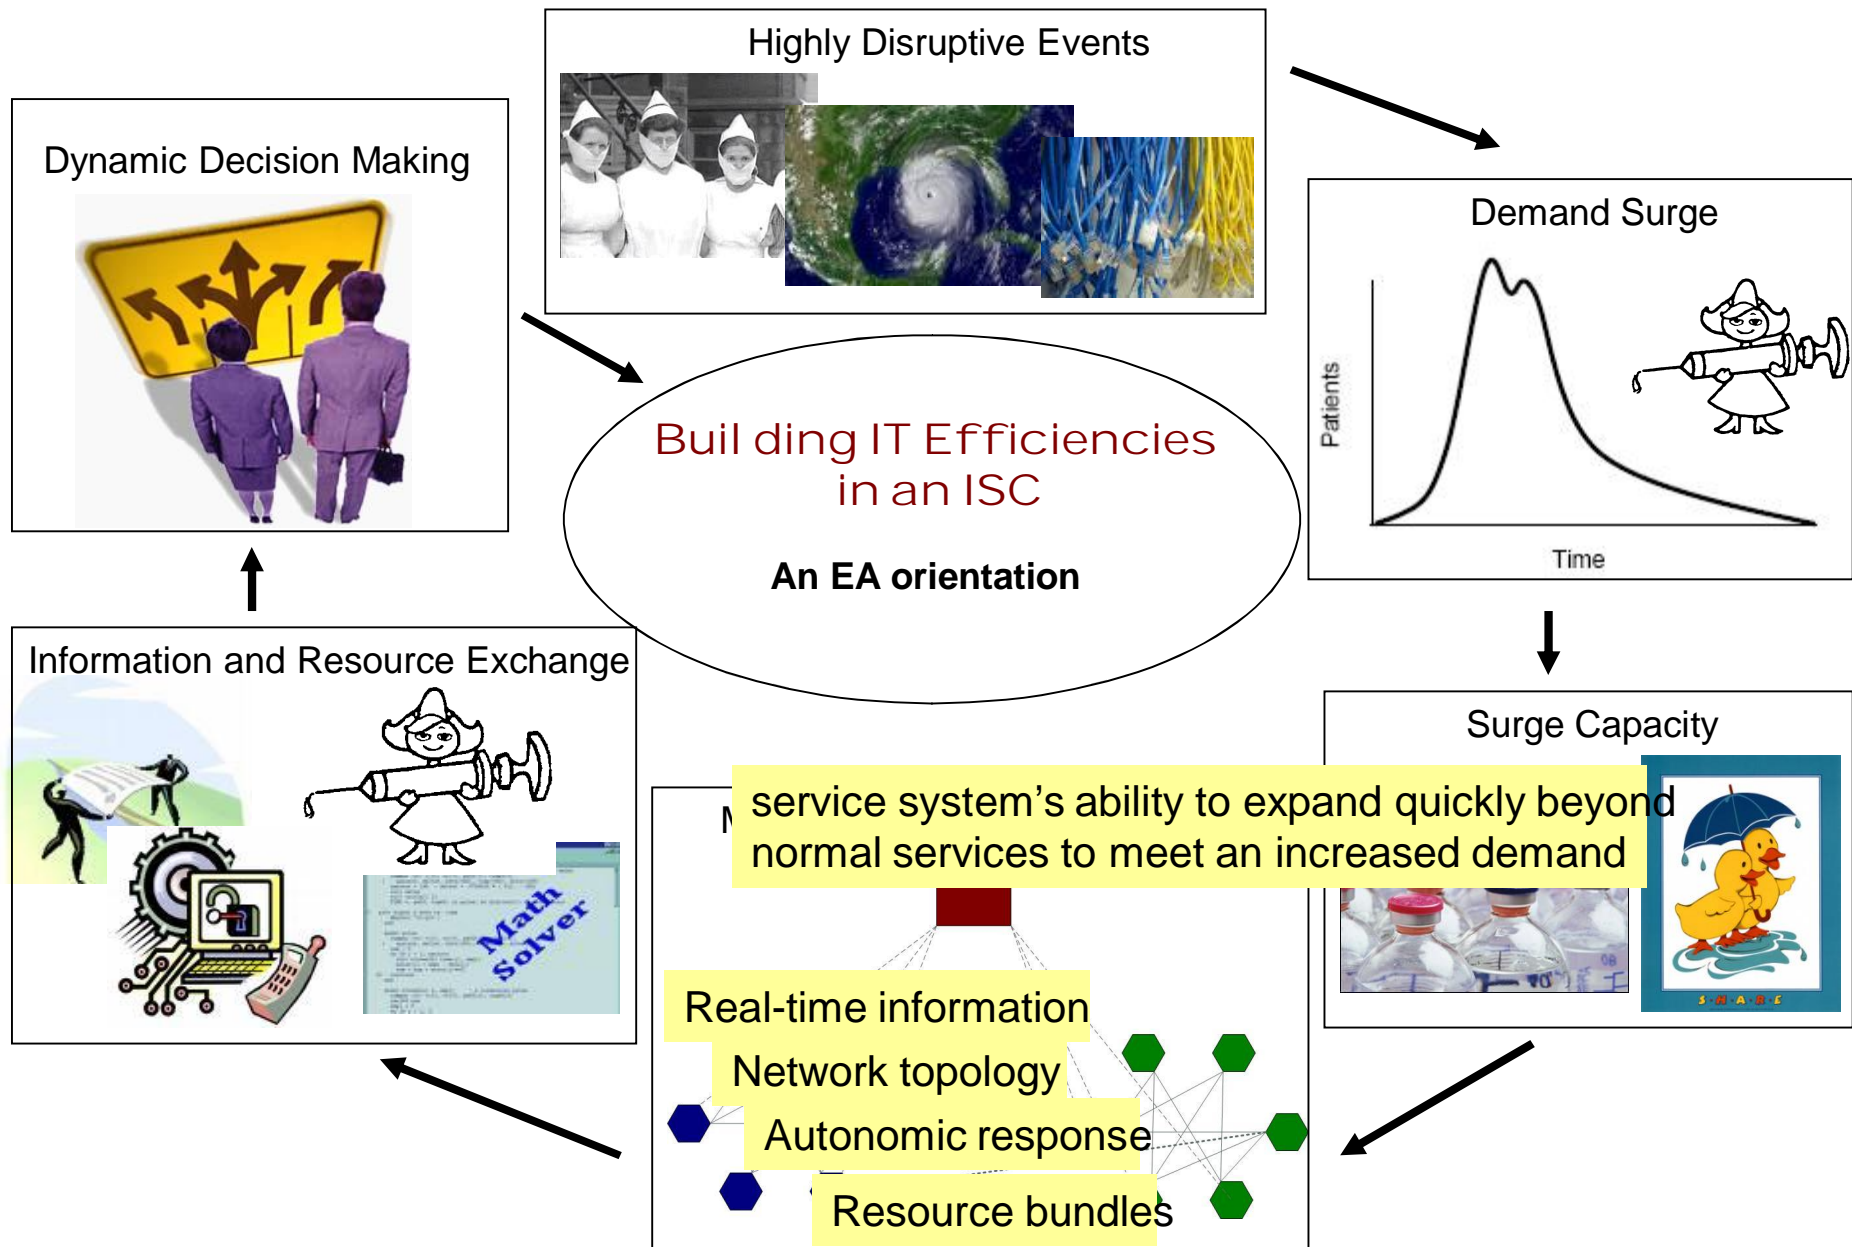 Highly Disruptive Events
Dynamic Decision Making
Demand Surge
Patients
Time
Buil ding IT Efficiencies
in an ISC
An EA orientation
Information and Resource Exchange
Math
Solver
Surge Capacity
service system’s ability to expand quickly beyond
normal services to meet an increased demand
S·H·A·R·E
Real-time information
Network topology
Autonomic response
Resource bundles